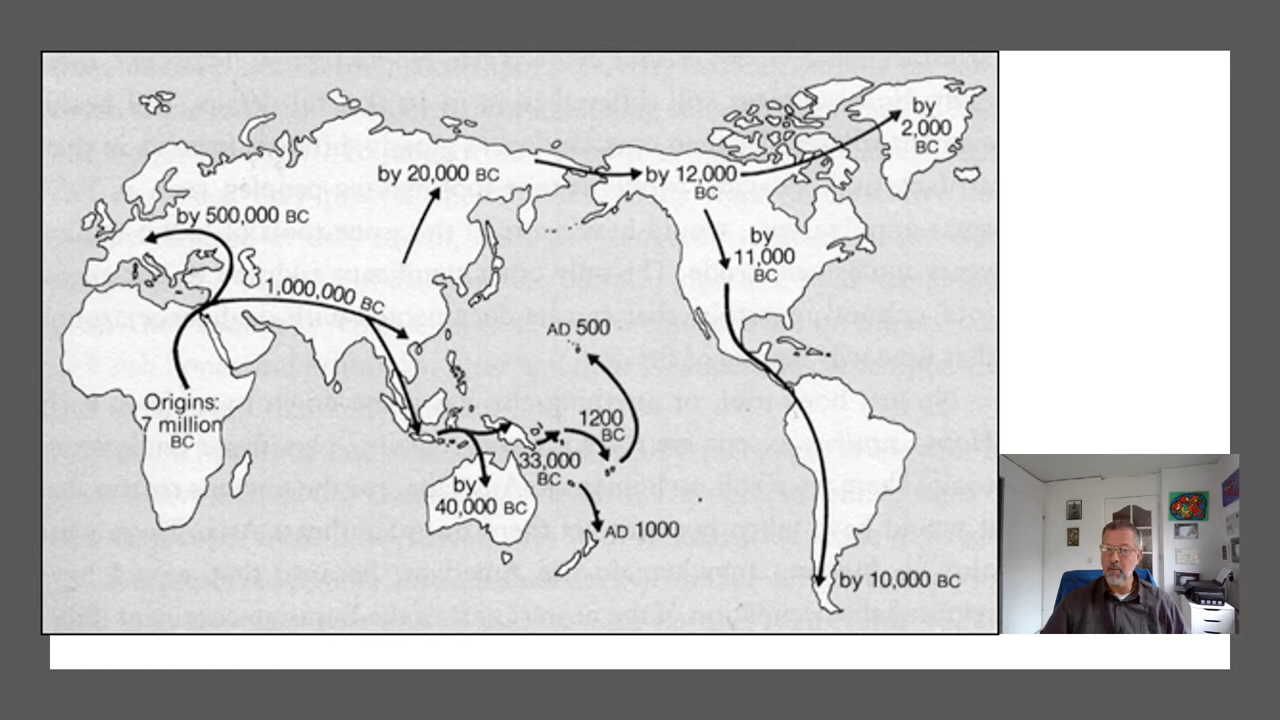 by
2,000
BC
by 20,000 BC
by 12,000
BC
by 500,000 BC
by
11,000
BC
1,000,000 BC
AD 500
Origins:
7 million
BC
1200
BC
33,000
BC
by
40,000 BC
AD 1000
by 10,000 BC